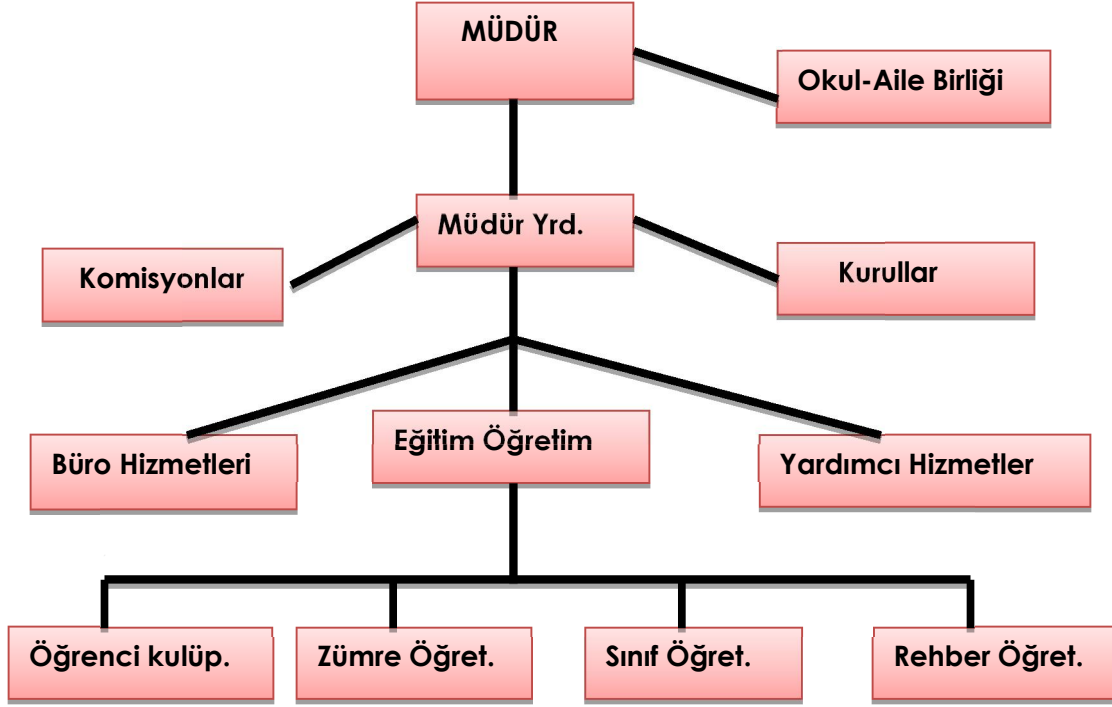 MÜDÜR
Okul-Aile Birliği
Müdür Yrd.
Komisyonlar
Kurullar
Büro Hizmetleri
Eğitim Öğretim
Yardımcı Hizmetler
Öğrenci kulüp.
Zümre Öğret.
Sınıf Öğret.
Rehber Öğret.